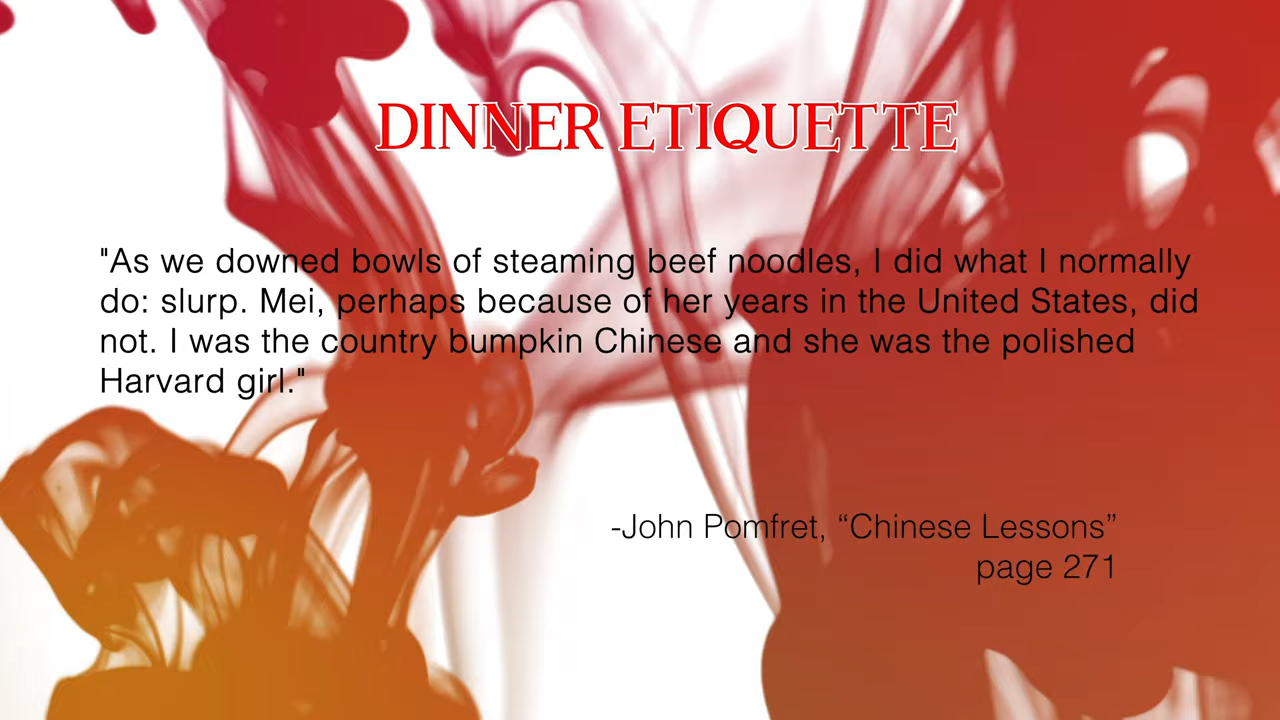 DINNER ETIQUETTE
"As we downed bowls of steaming beef noodles, I did what I normally
do: slurp. Mei, perhaps because of her years in the United States, did
not. I was the country bumpkin Chinese and she was the polished
Harvard girl."
-John Pomfret, “Chinese Lessons”
page 271